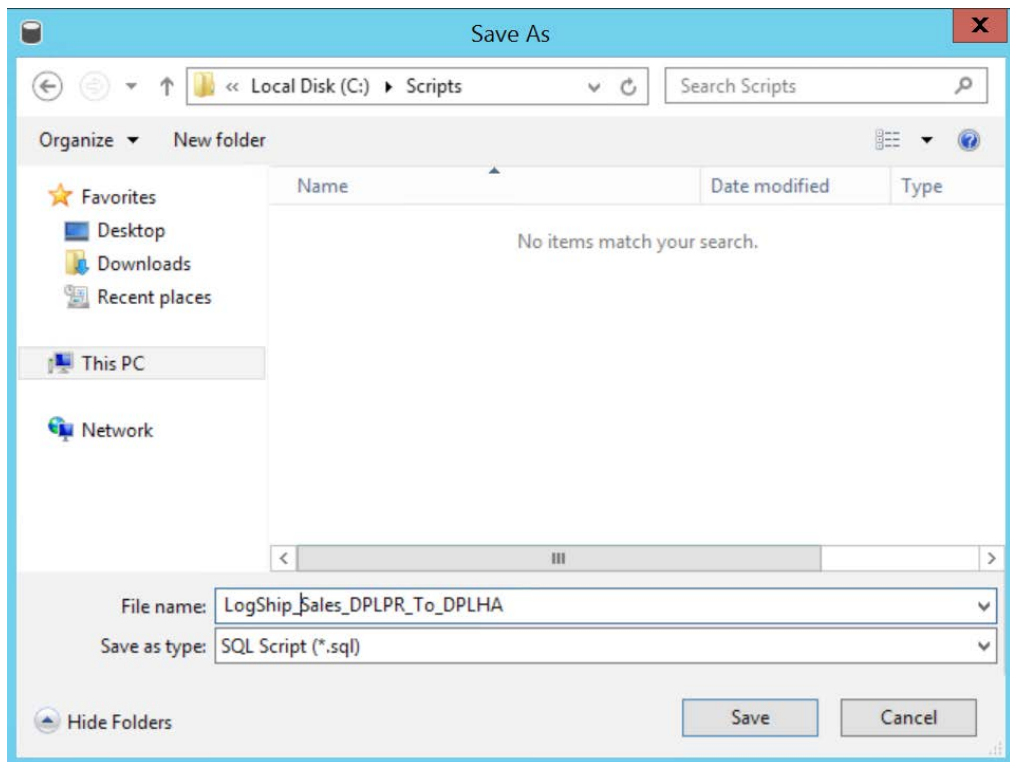 Save As
X
« Local Disk (C:) Scripts
Search Scripts
Organize
New folder
Favorites
Desktop
Downloads
Recent places
This PC
Network
Name
Date modified
Type
No items match your search.
File name: LogShip_Sales_DPLPR_To_DPLHA
Save as type: SQL Script (*.sql)
Hide Folders
Save
Cancel